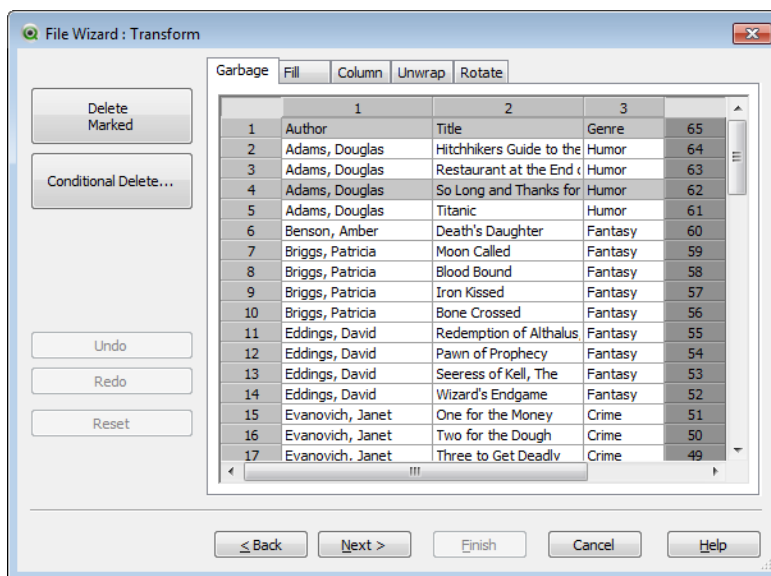 File Wizard : Transform
Garbage Fill Column Unwrap Rotate
Delete
Marked
Conditional Delete...
Undo
Redo
Reset
1 2 3
1 Author Title Genre 65
2 Adams, Douglas Hitchhikers Guide to the Humor 64
3 Adams, Douglas Restaurant at the End Humor 63
4 Adams, Douglas So Long and Thanks for Humor 62
5 Adams, Douglas Titanic Humor 61
6 Benson, Amber Death's Daughter Fantasy 60
7 Briggs, Patricia Moon Called Fantasy 59
8 Briggs, Patricia Blood Bound Fantasy 58
9 Briggs, Patricia Iron Kissed Fantasy 57
10 Briggs, Patricia Bone Crossed Fantasy 56
11 Eddings, David Redemption of Althalus, Fantasy 55
12 Eddings, David Pawn of Prophecy Fantasy 54
13 Eddings, David Seeress of Kell, The Fantasy 53
14 Eddings, David Wizard's Endgame Fantasy 52
15 Evanovich, Janet One for the Money Crime 51
16 Evanovich, Janet Two for the Dough Crime 50
17 Evanovich, Janet Three to Get Deadly Crime 49
< Back Next > Finish Cancel Help